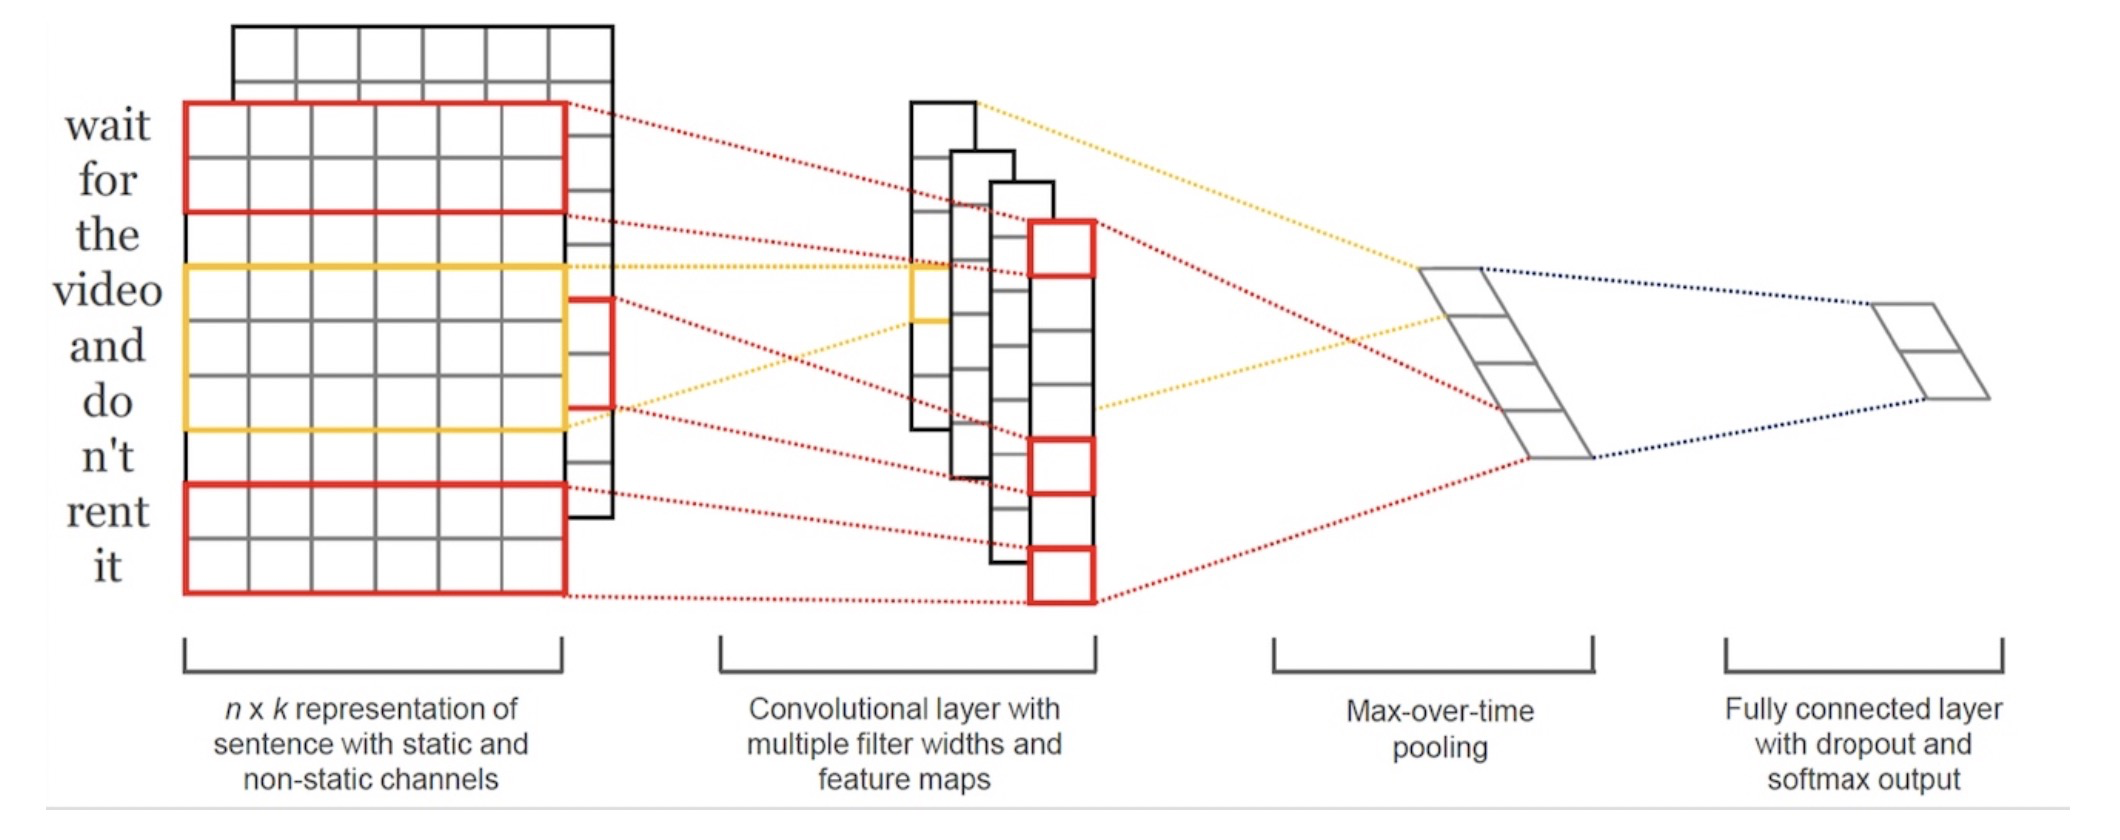 wait
for
the
video
and
do
n't
rent
it
n x k representation of
sentence with static and
non-static channels
Convolutional layer with
multiple filter widths and
feature maps
Max-over-time
pooling
Fully connected layer
with dropout and
softmax output